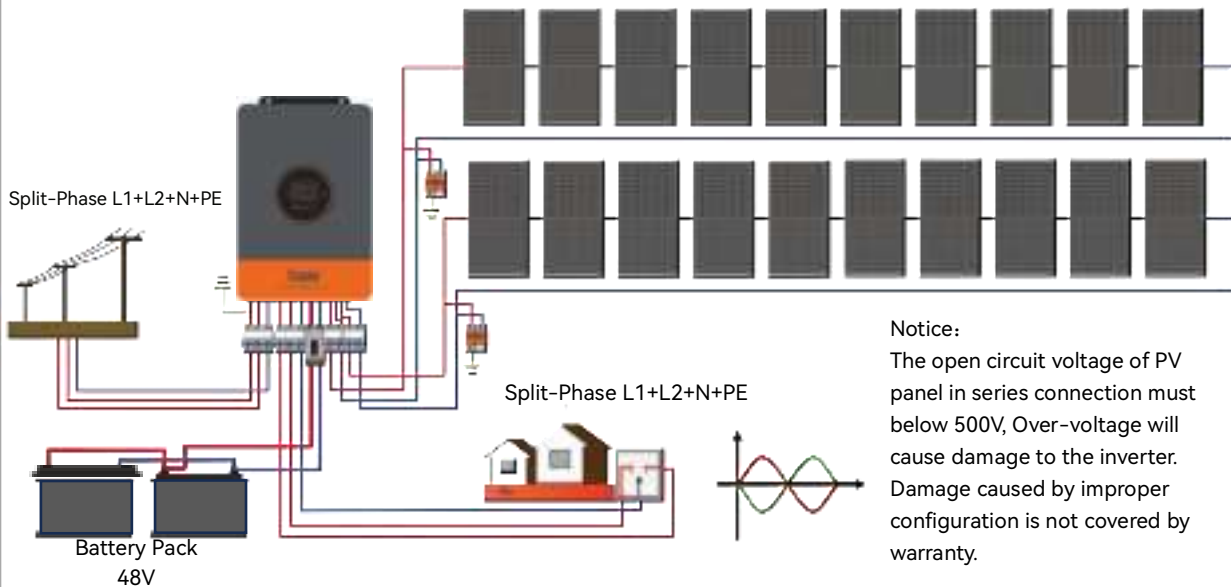 Split-Phase L1+L2+N+PE
Split-Phase L1+L2+N+PE
Battery Pack
48V
Notice:
The open circuit voltage of PV
panel in series connection must
below 500V, Over-voltage will
cause damage to the inverter.
Damage caused by improper
configuration is not covered by
warranty.